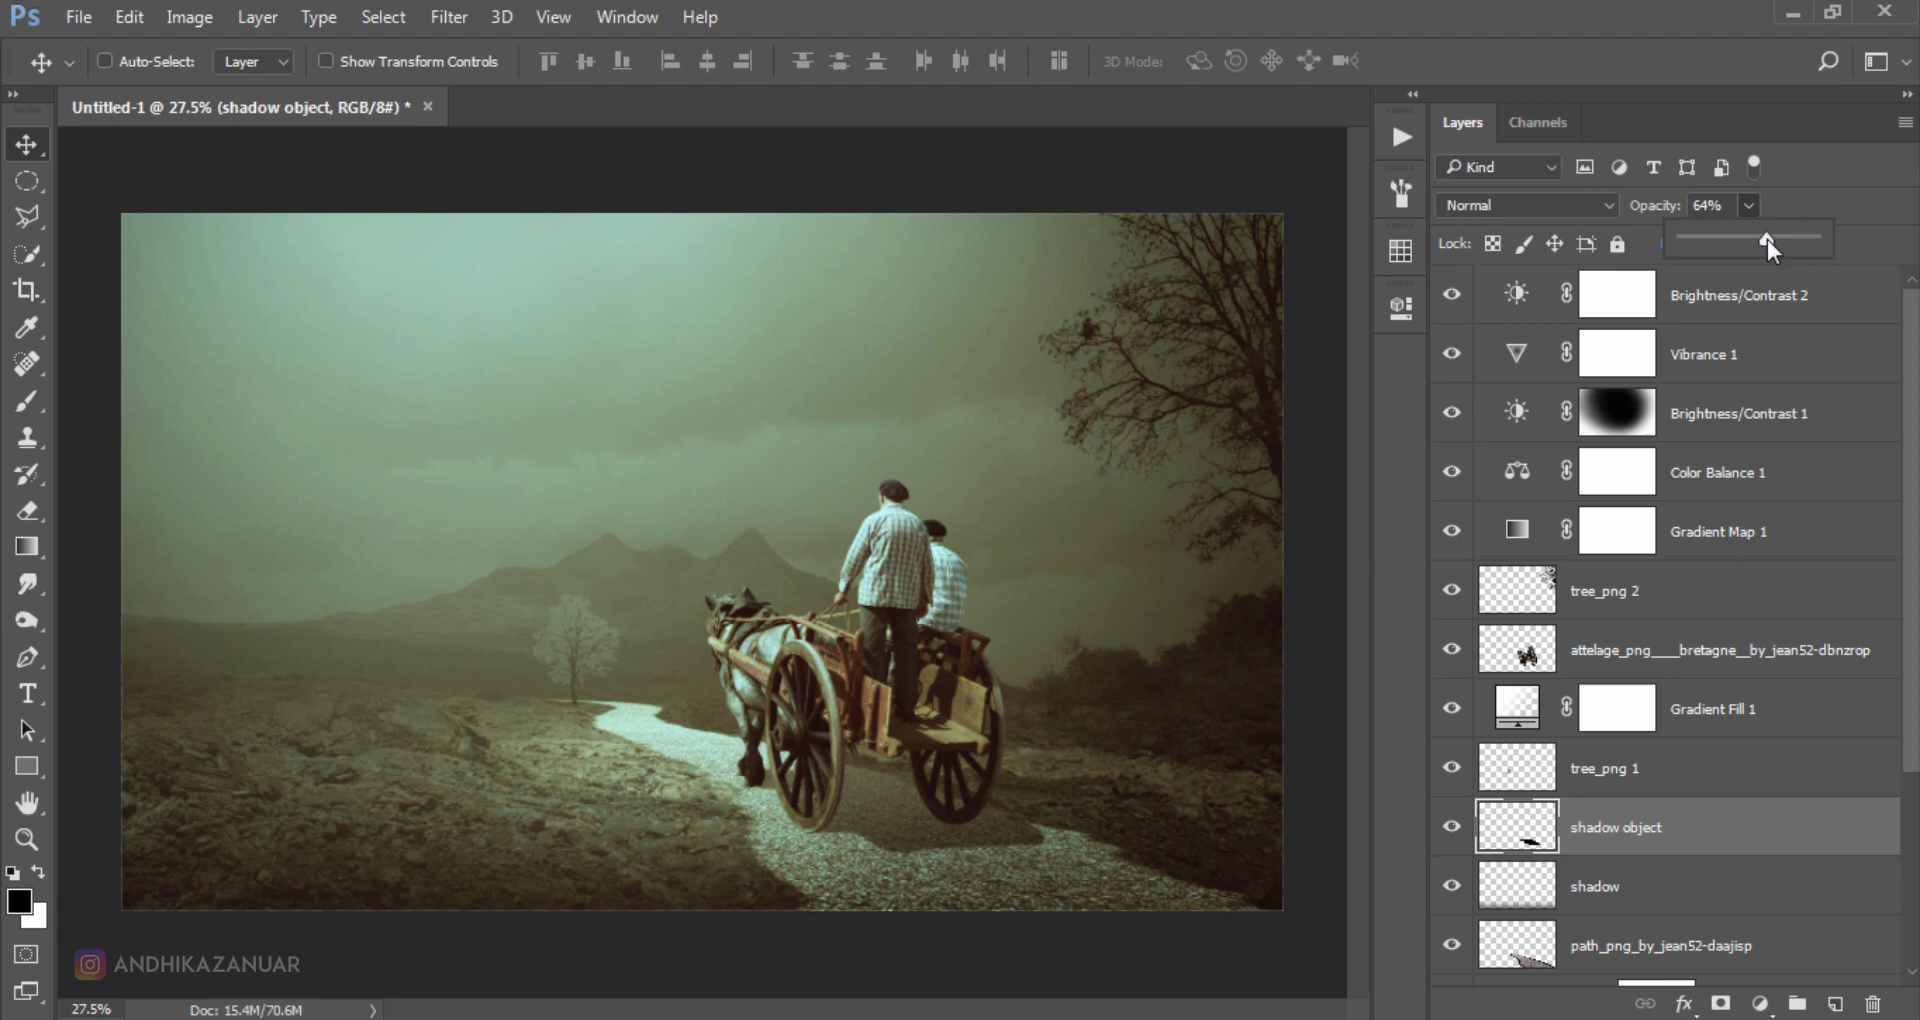 Ps File Edit Image Layer Type Select Filter 3D View Window Help
Auto-Select: Layer Show Transform Controls 3D Mode:
Untitled-1 @ 27.5% (shadow object, RGB/8#) *
Layers Channels
Kind
Normal Opacity: 64%
Lock:
Brightness/Contrast 2
Vibrance 1
Brightness/Contrast 1
Color Balance 1
Gradient Map 1
tree_png 2
attelage_png____bretagne__by_jean52-dbnzrop
Gradient Fill 1
tree_png 1
shadow object
shadow
path_png_by_jean52-daajisp
ANDHIKAZANUAR
27.5% Doc: 15.4M/70.6M
fx